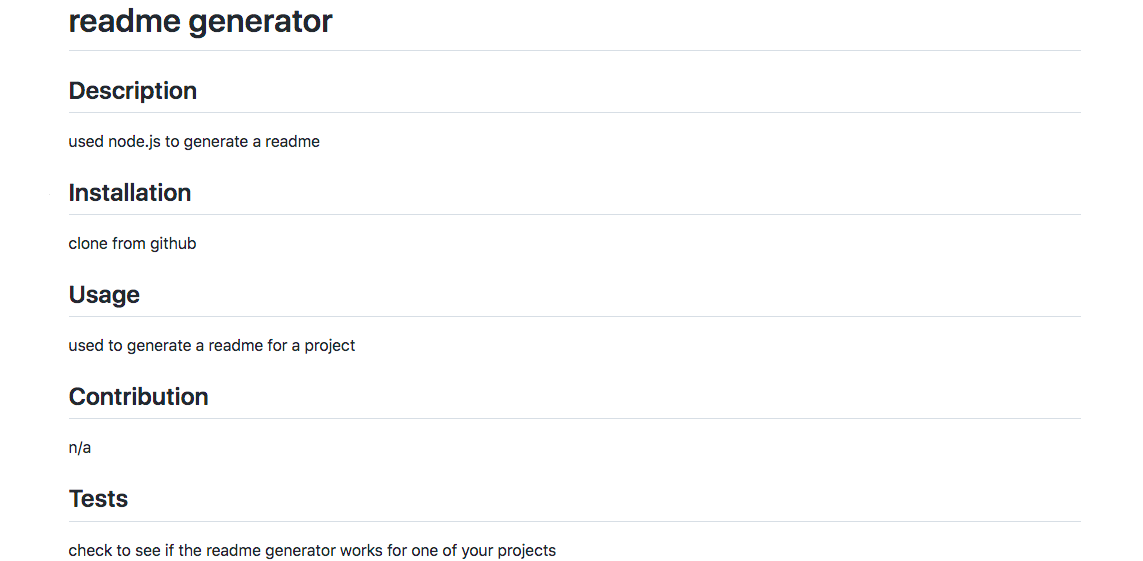 readme generator
Description
used node.js to generate a readme
Installation
clone from github
Usage
used to generate a readme for a project
Contribution
n/a
Tests
check to see if the readme generator works for one of your projects